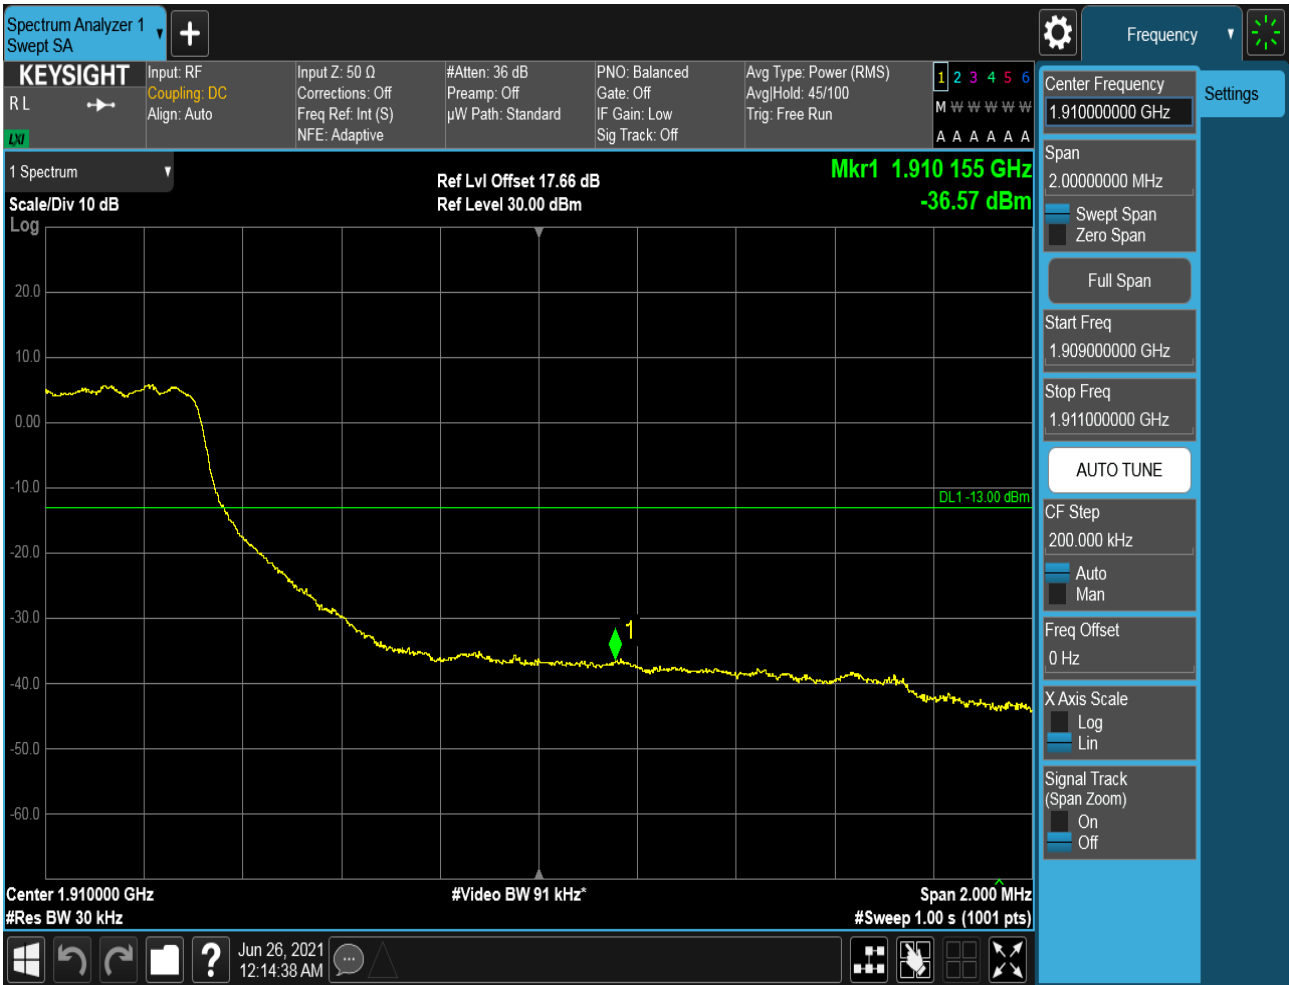 Spectrum Analyzer 1
Swept SA
Frequency
KEYSIGHT
R L
LXI
Input: RF
Coupling: DC
Align: Auto
Input Z: 50 Ω
Corrections: Off
Freq Ref: Int (S)
NFE: Adaptive
#Atten: 36 dB
Preamp: Off
µW Path: Standard
PNO: Balanced
Gate: Off
IF Gain: Low
Sig Track: Off
Avg Type: Power (RMS)
Avg|Hold: 45/100
Trig: Free Run
1 2 3 4 5 6
M W W W W W
A A A A A A
1 Spectrum
Scale/Div 10 dB
Log
Ref Lvl Offset 17.66 dB
Ref Level 30.00 dBm
Mkr1 1.910 155 GHz
-36.57 dBm
20.0
10.0
0.00
-10.0
DL1 -13.00 dBm
-20.0
-30.0
1
-40.0
-50.0
-60.0
Center 1.910000 GHz
#Video BW 91 kHz*
Span 2.000 MHz
#Res BW 30 kHz
#Sweep 1.00 s (1001 pts)
Jun 26, 2021
12:14:38 AM
Center Frequency
1.910000000 GHz
Settings
Span
2.00000000 MHz
Swept Span
Zero Span
Full Span
Start Freq
1.909000000 GHz
Stop Freq
1.911000000 GHz
AUTO TUNE
CF Step
200.000 kHz
Auto
Man
Freq Offset
0 Hz
X Axis Scale
Log
Lin
Signal Track
(Span Zoom)
On
Off